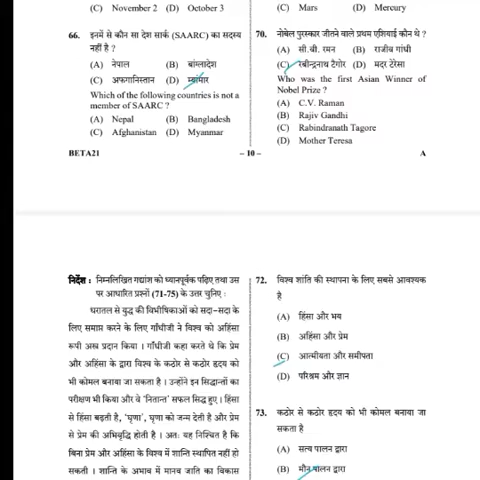 (C) November 2 (D) October 3
66. इनमें से कौन सा देश सार्क (SAARC) का सदस्य
नहीं है ?
(A) नेपाल (B) बांग्लादेश
(C) अफगानिस्तान (D) म्यांमार
Which of the following countries is not a
member of SAARC ?
(A) Nepal (B) Bangladesh
(C) Afghanistan (D) Myanmar
(C) Mars (D) Mercury
70. नोबेल पुरस्कार जीतने वाले प्रथम एशियाई कौन थे ?
(A) सी.वी. रमन (B) राजीव गांधी
(C) रबीन्द्रनाथ टैगोर (D) मदर टेरेसा
Who was the first Asian Winner of
Nobel Prize ?
(A) C.V. Raman
(B) Rajiv Gandhi
(C) Rabindranath Tagore
(D) Mother Teresa
BETA21 – 10 – A
निर्देश : निम्नलिखित गद्यांश को ध्यानपूर्वक पढ़िए तथा उस
पर आधारित प्रश्नों (71-75) के उत्तर चुनिए :
धरातल से युद्ध की विभीषिकाओं को सदा-सदा के
लिए समाप्त करने के लिए गाँधीजी ने विश्व को अहिंसा
रूपी अस्त्र प्रदान किया । गाँधीजी कहा करते थे कि प्रेम
और अहिंसा के द्वारा विश्व के कठोर से कठोर हृदय को
भी कोमल बनाया जा सकता है । उन्होंने इन सिद्धान्तों का
परीक्षण भी किया और वे 'नितान्त' सफल सिद्ध हुए । हिंसा
से हिंसा बढ़ती है, 'घृणा', घृणा को जन्म देती है और प्रेम
से प्रेम की अभिवृद्धि होती है । अतः यह निश्चित है कि
बिना प्रेम और अहिंसा के विश्व में शान्ति स्थापित नहीं हो
सकती । शान्ति के अभाव में मानव जाति का विकास
72. विश्व शांति की स्थापना के लिए सबसे आवश्यक
है
(A) हिंसा और भय
(B) अहिंसा और प्रेम
(C) आत्मीयता और समीपता
(D) परिश्रम और ज्ञान
73. कठोर से कठोर हृदय को भी कोमल बनाया जा
सकता है
(A) सत्य पालन द्वारा
(B) मौन पालन द्वारा